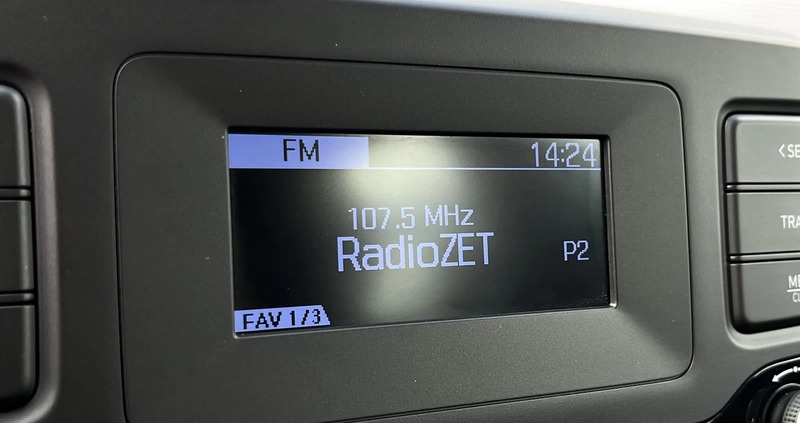 FM 14:24
107.5 MHz
RadioZET P2
FAV 1/3